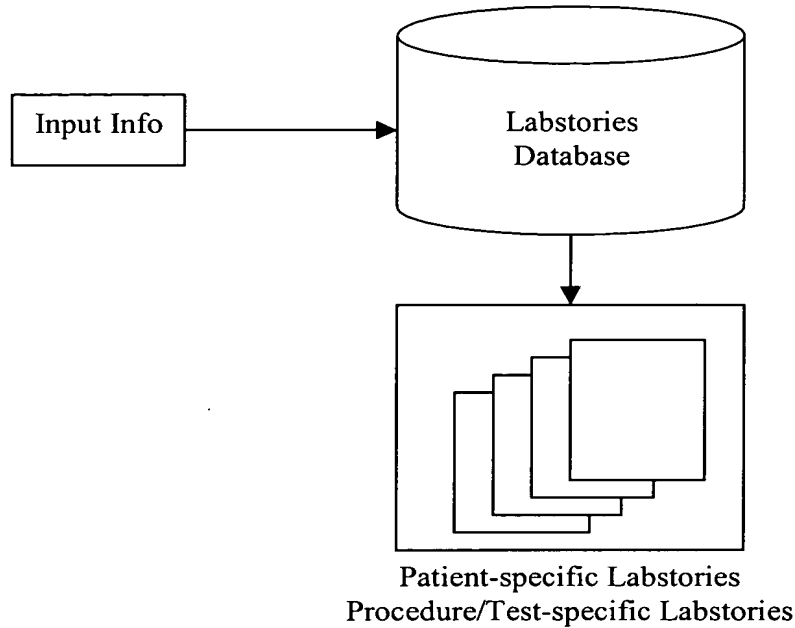 Input Info
Labstories
Database
Patient-specific Labstories
Procedure/Test-specific Labstories